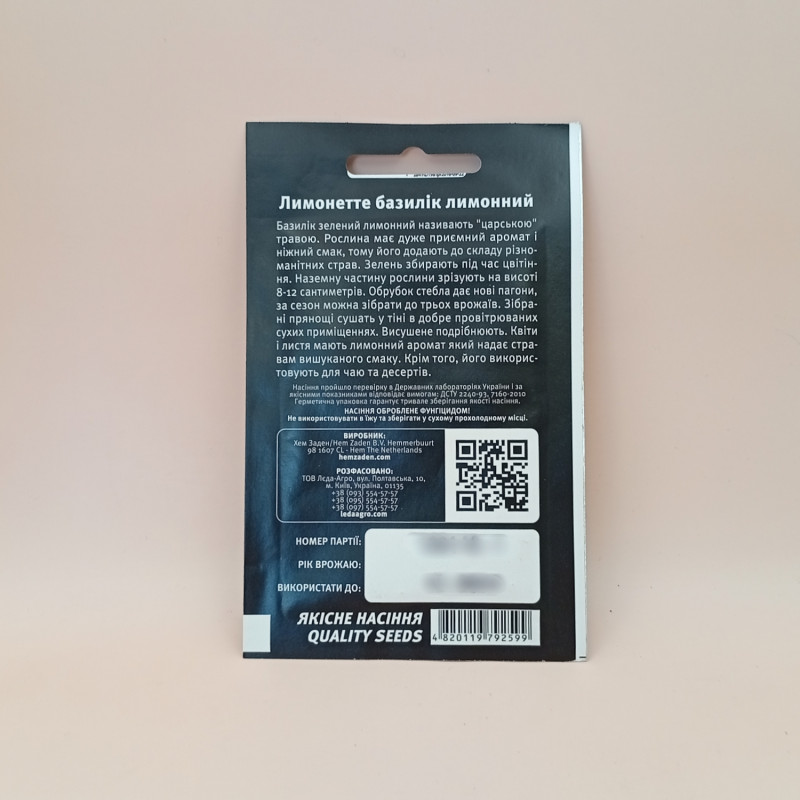 Лимонетте базилік лимонний
Базилік зелений лимонний називають "царською"
травою. Рослина має дуже приємний аромат і
ніжний смак, тому його додають до складу різно-
манітних страв. Зелень збирають під час цвітін-
ня. Наземну частину рослини зрізують на висоті
8-12 сантиметрів. Обрубок стебла дає нові пагони,
за сезон можна зібрати до трьох врожаїв. Зібра-
ні прянощі сушать у тіні в добре провітрюваних
сухих приміщеннях. Висушене подрібнюють. Квіти
і листя мають лимонний аромат який надає стра-
вам вишуканого смаку. Крім того, його викорис-
товують для чаю та десертів.
Насіння пройшло перевірку в Державних лабораторіях України і за
якісними показниками відповідає вимогам: ДСТУ 2240-93, 7160-2010
Герметична упаковка гарантує тривале зберігання якості насіння.
НАСІННЯ ОБРОБЛЕНЕ ФУНГІЦИДОМ!
Не використовувати в їжу та зберігати у сухому прохолодному місці.
ВИРОБНИК:
Хем Заден/Hem Zaden B.V. Hemmerbuurt
98 1607 CL - Hem The Netherlands
hemzaden.com
РОЗФАСОВАНО:
ТОВ Лєда-Агро, вул. Полтавська, 10,
м. Київ, Україна, 01135
+38 (093) 554-57-57
+38 (095) 554-57-57
+38 (097) 554-57-57
ledaagro.com
НОМЕР ПАРТІЇ:
РІК ВРОЖАЮ:
ВИКОРИСТАТИ ДО:
ЯКІСНЕ НАСІННЯ
QUALITY SEEDS
4 820119 792599